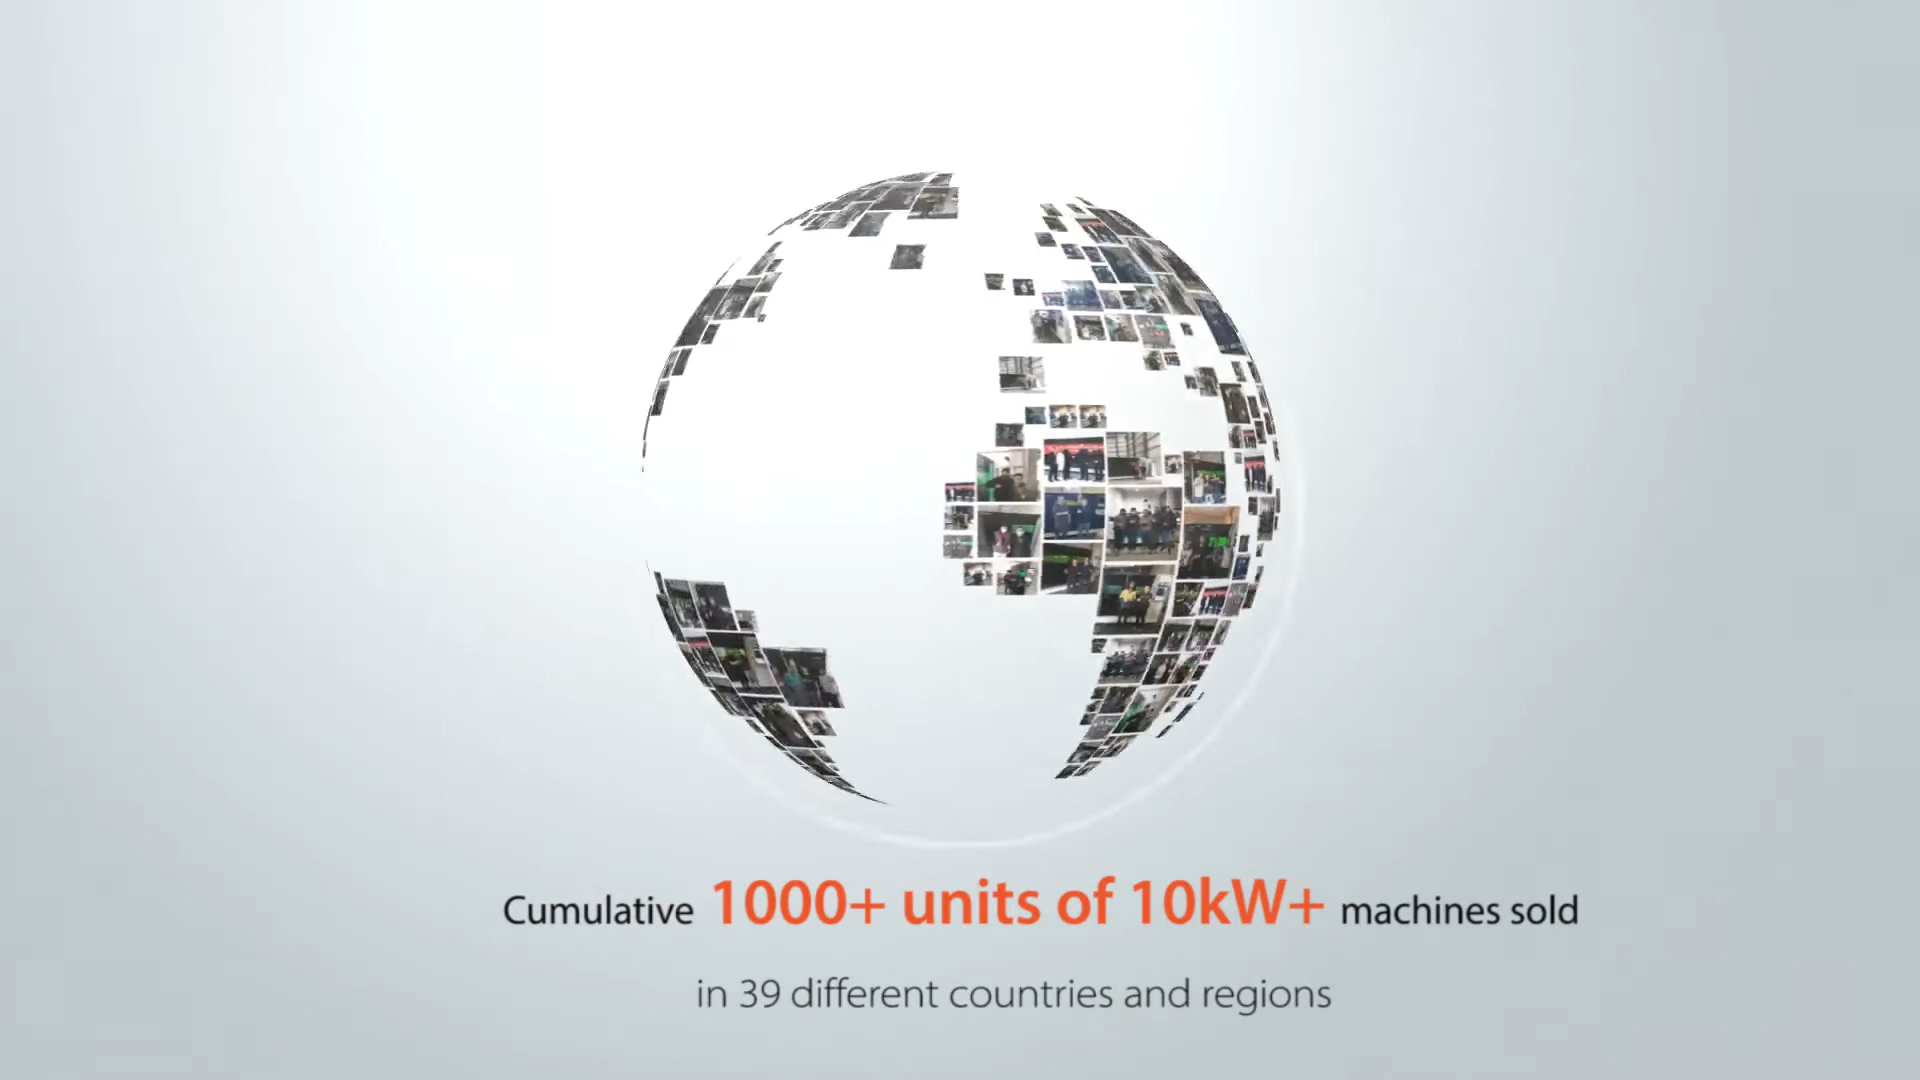 Cumulative 1000+ units of 10kW+ machines sold
in 39 different countries and regions